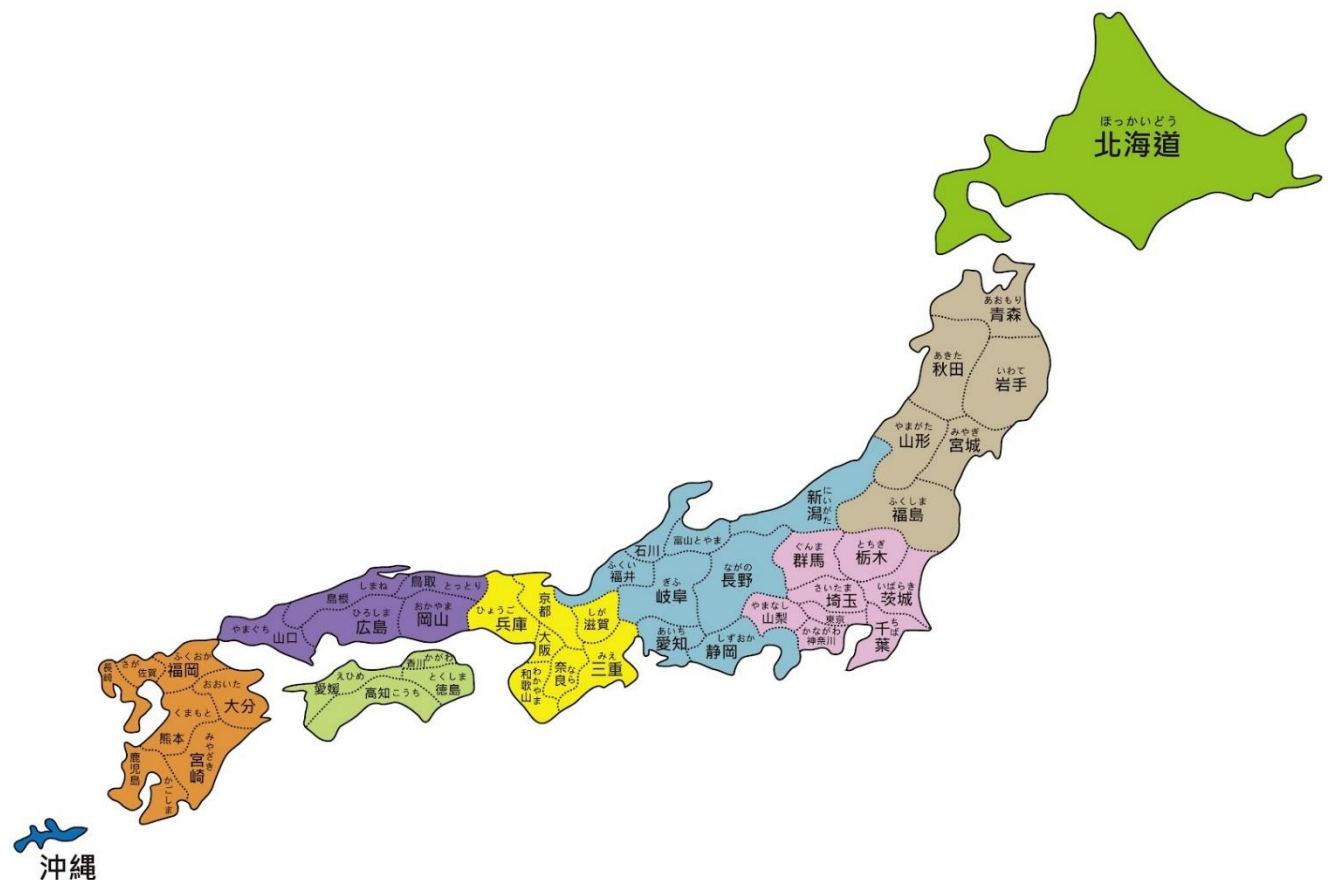 ほっかいどう
北海道
あおもり
青森
あきた
秋田
いわて
岩手
やまがた
山形
みやぎ
宮城
ふくしま
福島
にいがた
新潟
富山とやま
石川
ふくい
福井
ぎふ
岐阜
ながの
長野
あいち
愛知
しずおか
静岡
ぐんま
群馬
とちぎ
栃木
いばらき
茨城
さいたま
埼玉
東京
やまなし
山梨
かながわ
神奈川
ちば
千葉
京都
ひょうご
兵庫
しが
滋賀
大阪
みえ
三重
なら
奈良
わかやま
和歌山
鳥取 とっとり
しまね
島根
おかやま
岡山
ひろしま
広島
やまぐち 山口
香川 かがわ
えひめ
愛媛
とくしま
徳島
高知 こうち
ふくおか
福岡
さが
佐賀
長崎
おおいた
大分
くまもと
熊本
みやざき
宮崎
鹿児島
かごしま
沖縄